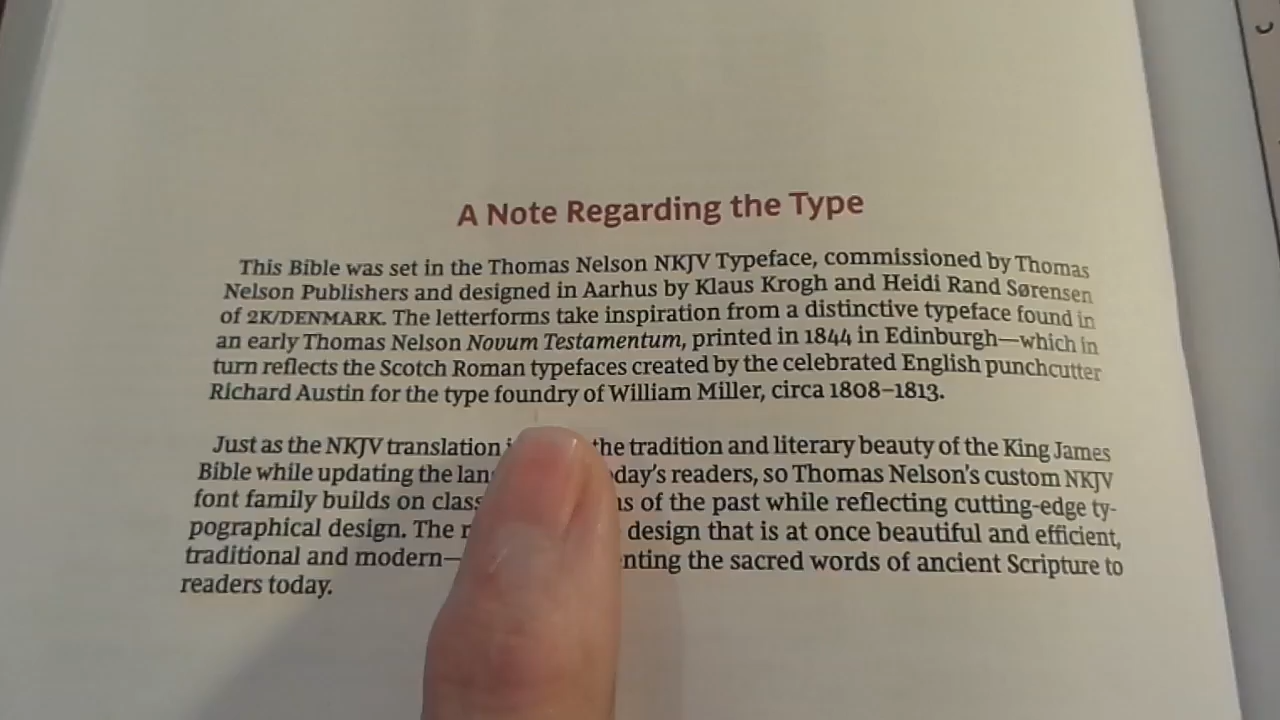 A Note Regarding the Type
This Bible was set in the Thomas Nelson NKJV Typeface, commissioned by Thomas
Nelson Publishers and designed in Aarhus by Klaus Krogh and Heidi Rand Sørensen
of 2K/DENMARK. The letterforms take inspiration from a distinctive typeface found in
an early Thomas Nelson Novum Testamentum, printed in 1844 in Edinburgh—which in
turn reflects the Scotch Roman typefaces created by the celebrated English punchcutter
Richard Austin for the type foundry of William Miller, circa 1808–1813.
Just as the NKJV translation the tradition and literary beauty of the King James
Bible while updating the readers, so Thomas Nelson's custom NKJV
font family builds on of the past while reflecting cutting-edge ty-
pographical design. The design that is at once beautiful and efficient,
traditional and modern— the sacred words of ancient Scripture to
readers today.